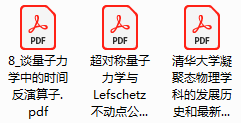 PDF
PDF
PDF
8_谈量子力
学中的时间
反演算子.
pdf
超对称量子
力学与
Lefschetz
不动点公...
清华大学凝
聚态物理学
科的发展历
史和最新...